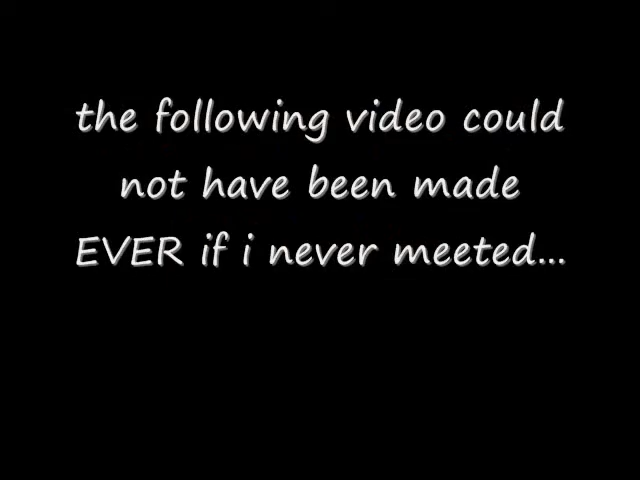 the following video could
not have been made
EVER if i never meeted...